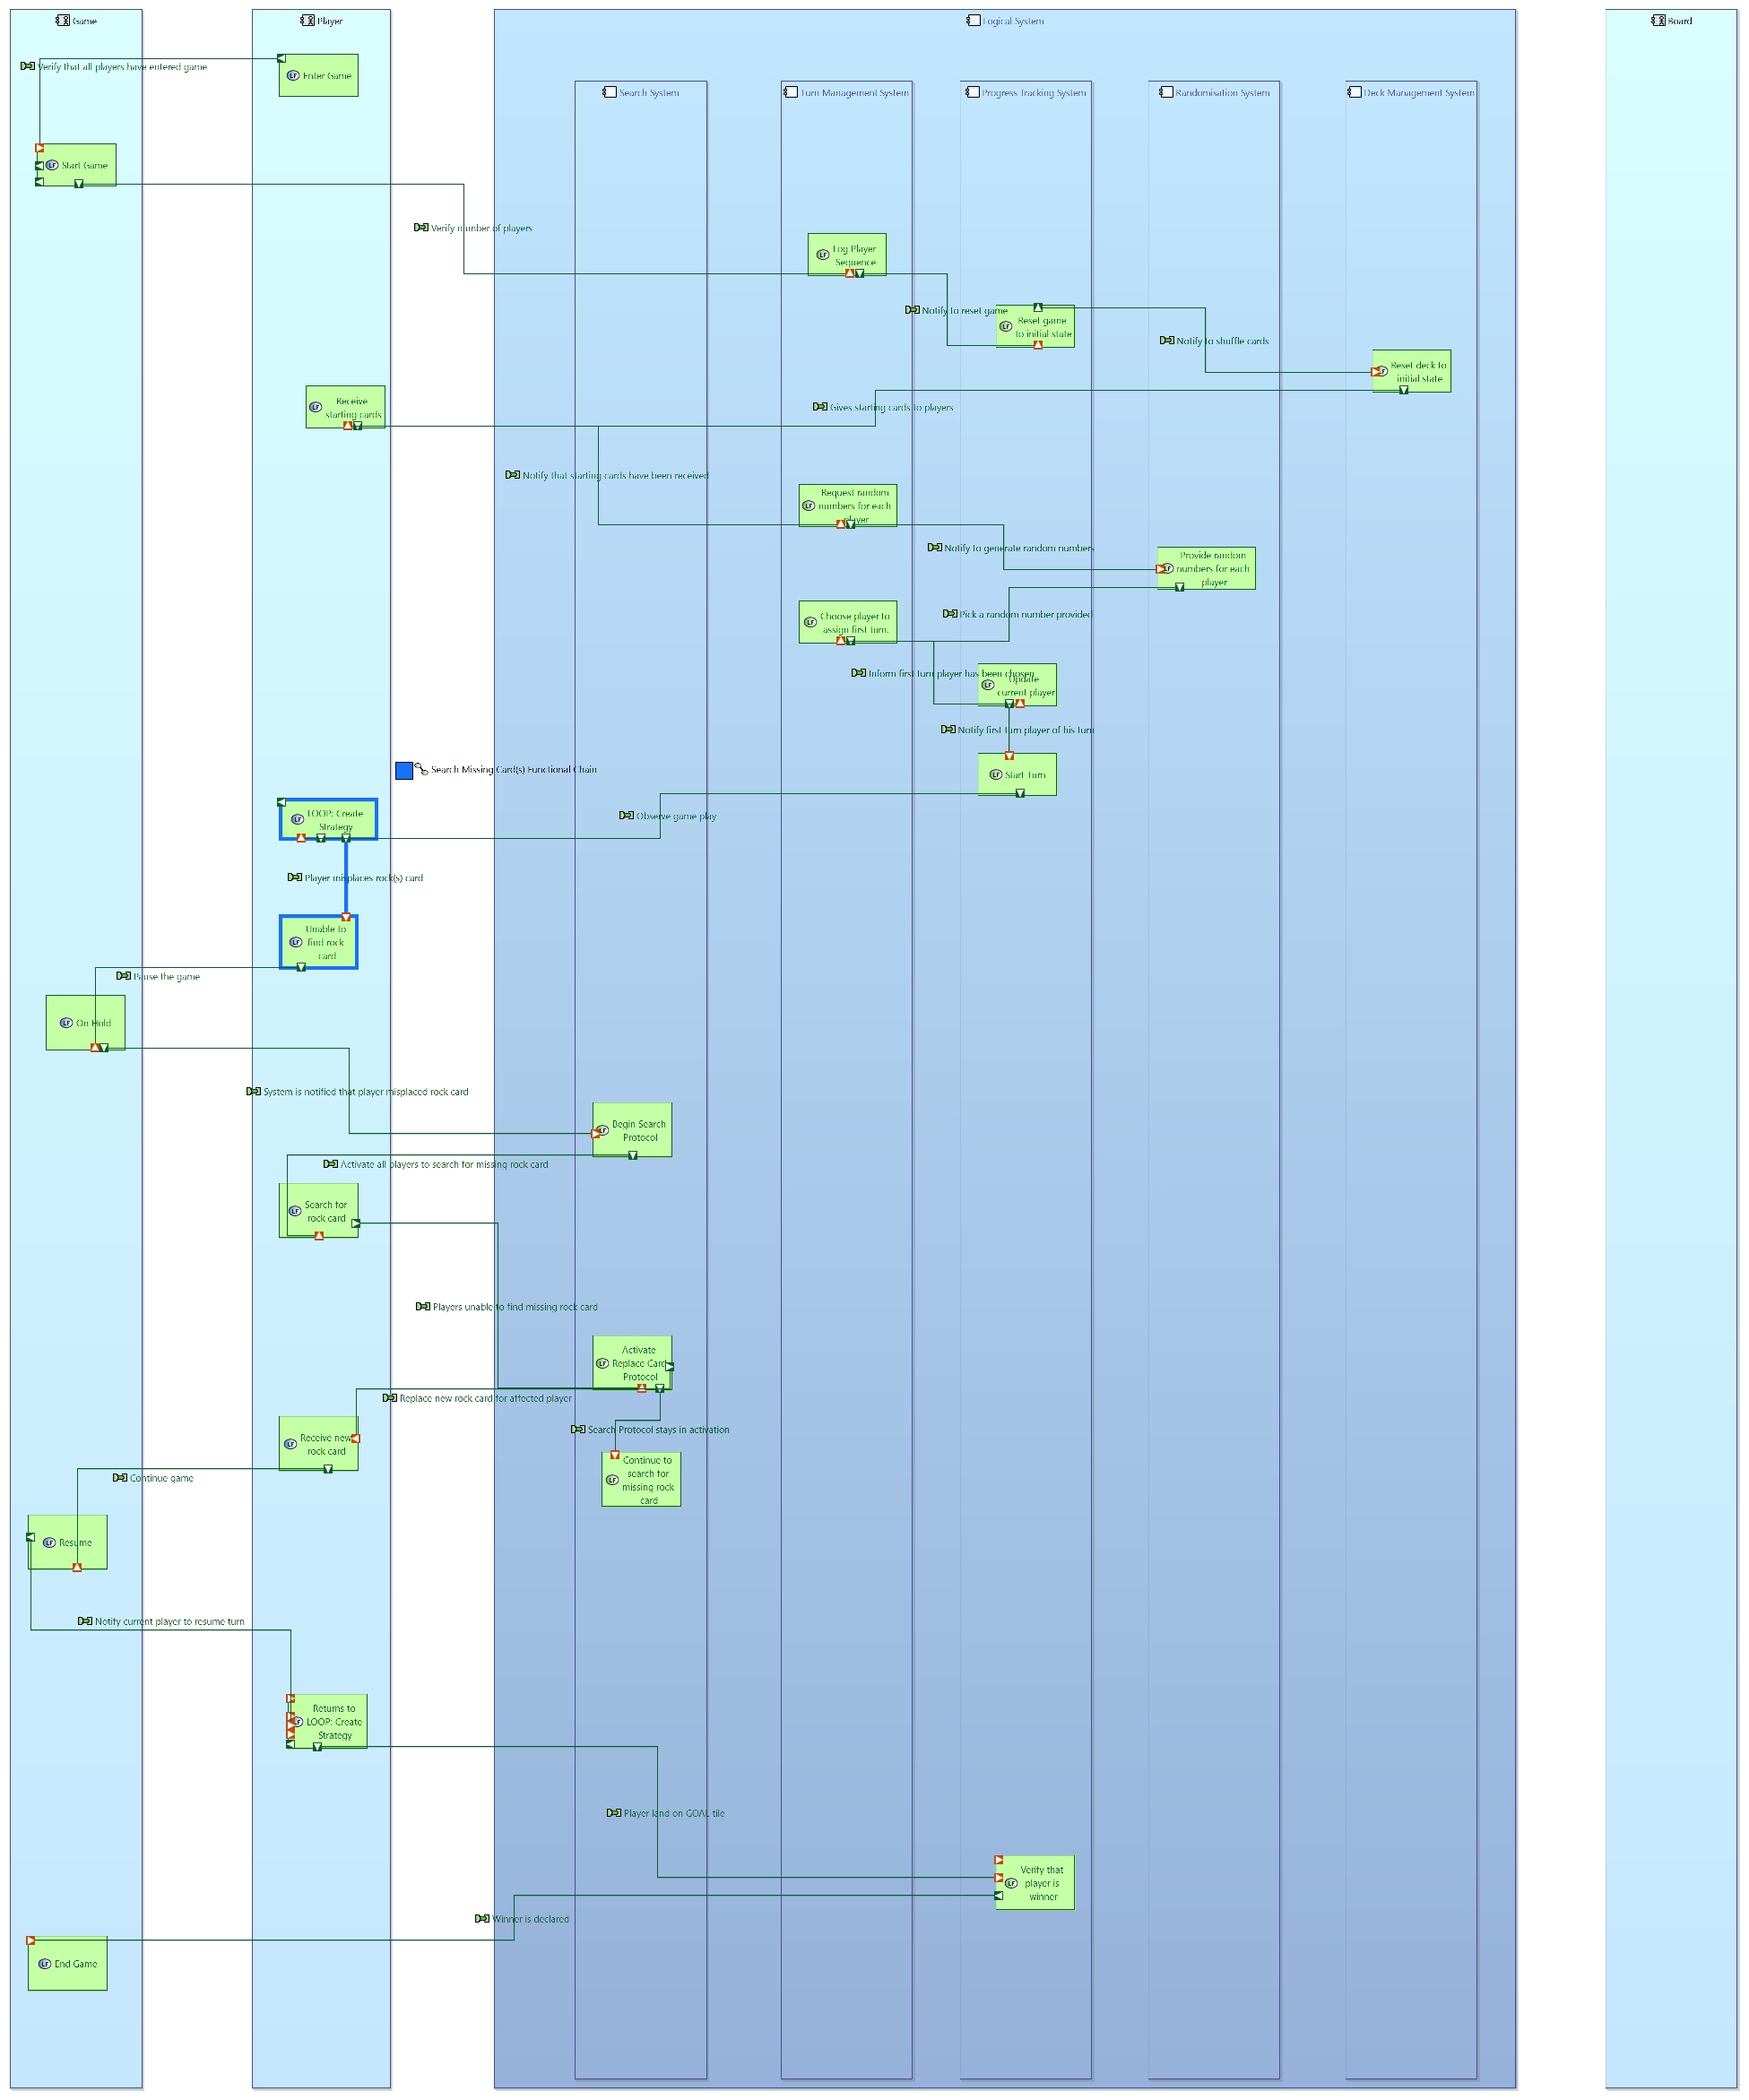 Game
Player
Logical System
Board
Enter Game
Verify that all players have entered game
Search System
Turn Management System
Progress Tracking System
Randomisation System
Deck Management System
Start Game
Verify number of players
Log Player
Sequence
Notify to reset game
Reset game
to initial state
Notify to shuffle cards
Reset deck to
initial state
Receive
starting cards
Gives starting cards to players
Notify that starting cards have been received
Request random
numbers for each
player
Notify to generate random numbers
Provide random
numbers for each
player
Choose player to
assign first turn.
Pick a random number provided
Inform first turn player has been chosen
Update
current player
Notify first turn player of his turn
Search Missing Card(s) Functional Chain
Start Turn
LOOP: Create
Strategy
Observe game play
Player misplaces rock(s) card
Unable to
find rock
card
Pause the game
On Hold
System is notified that player misplaced rock card
Begin Search
Protocol
Activate all players to search for missing rock card
Search for
rock card
Players unable to find missing rock card
Activate
Replace Card
Protocol
Replace new rock card for affected player
Search Protocol stays in activation
Receive new
rock card
Continue to
search for
missing rock
card
Continue game
Resume
Notify current player to resume turn
Returns to
LOOP: Create
Strategy
Player land on GOAL tile
Verify that
player is
winner
Winner is declared
End Game